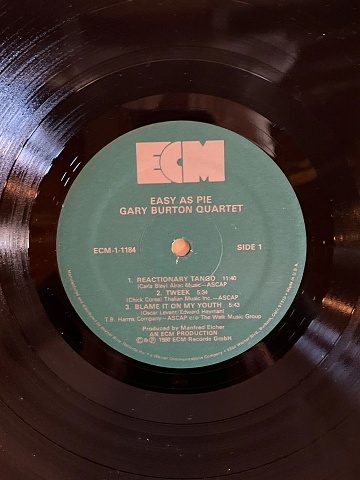 ECM
EASY AS PIE
GARY BURTON QUARTET
ECM-1-1184
SIDE 1
1. REACTIONARY TANGO 11:40
(Carla Bley) Alrac Music—ASCAP
2. TWEEK 5:34
(Chick Corea) Thalian Music Inc.—ASCAP
3. BLAME IT ON MY YOUTH 6:42
(Oscar Levant/Edward Heyman)
T.B. Harms Company—ASCAP c/o The Welk Music Group
Produced by Manfred Eicher
AN ECM PRODUCTION
1980 ECM Records GmbH